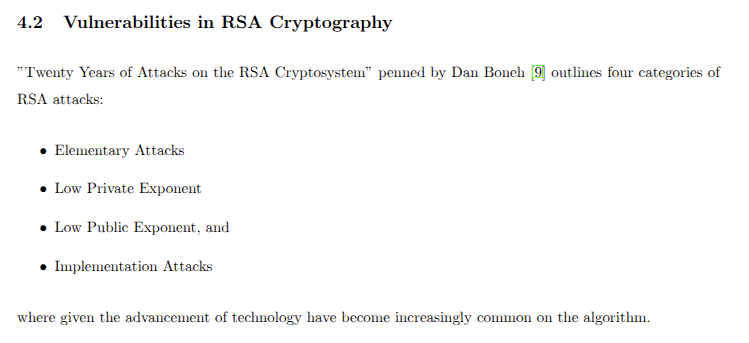 4.2 Vulnerabilities in RSA Cryptography
”Twenty Years of Attacks on the RSA Cryptosystem” penned by Dan Boneh [9] outlines four categories of
RSA attacks:
• Elementary Attacks
• Low Private Exponent
• Low Public Exponent, and
• Implementation Attacks
where given the advancement of technology have become increasingly common on the algorithm.